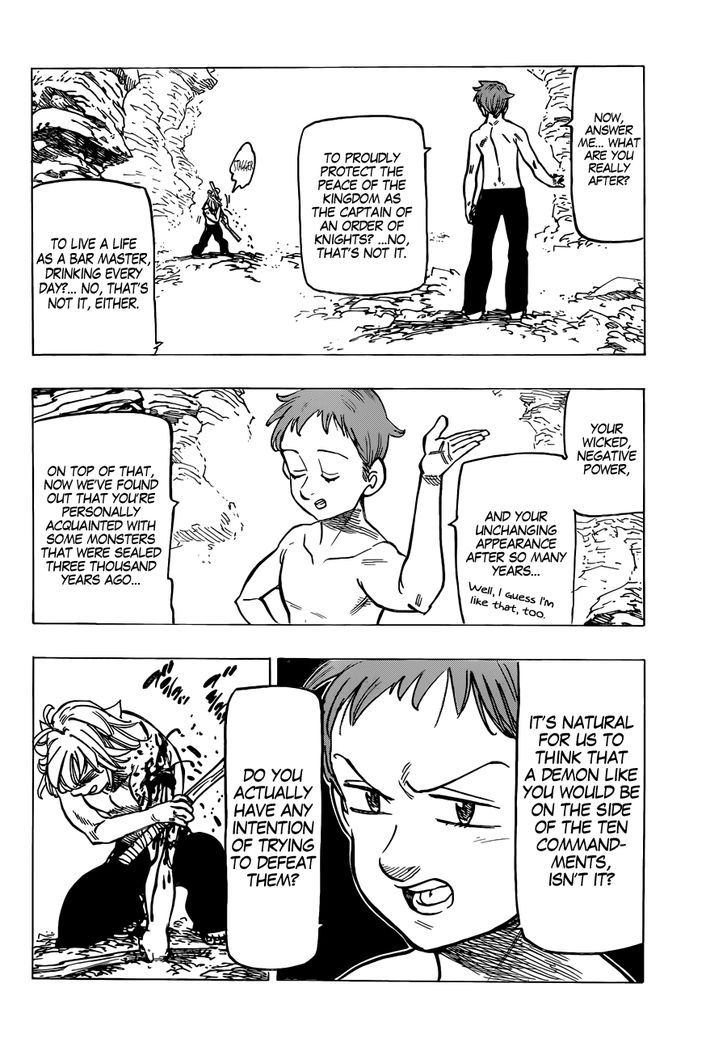 NOW,
ANSWER
ME... WHAT
ARE YOU
REALLY
AFTER?
TO PROUDLY
PROTECT THE
PEACE OF THE
KINGDOM AS
THE CAPTAIN OF
AN ORDER OF
KNIGHTS? ...NO,
THAT'S NOT IT.
STAGGER
TO LIVE A LIFE
AS A BAR MASTER,
DRINKING EVERY
DAY?... NO, THAT'S
NOT IT, EITHER.
YOUR
WICKED,
NEGATIVE
POWER,
AND YOUR
UNCHANGING
APPEARANCE
AFTER SO MANY
YEARS...
Well, I guess I'm
like that, too.
ON TOP OF THAT,
NOW WE'VE FOUND
OUT THAT YOU'RE
PERSONALLY
ACQUAINTED WITH
SOME MONSTERS
THAT WERE SEALED
THREE THOUSAND
YEARS AGO...
IT'S NATURAL
FOR US TO
THINK THAT
A DEMON LIKE
YOU WOULD BE
ON THE SIDE
OF THE TEN
COMMAND-
MENTS,
ISN'T IT?
DO YOU
ACTUALLY
HAVE ANY
INTENTION
OF TRYING
TO DEFEAT
THEM?